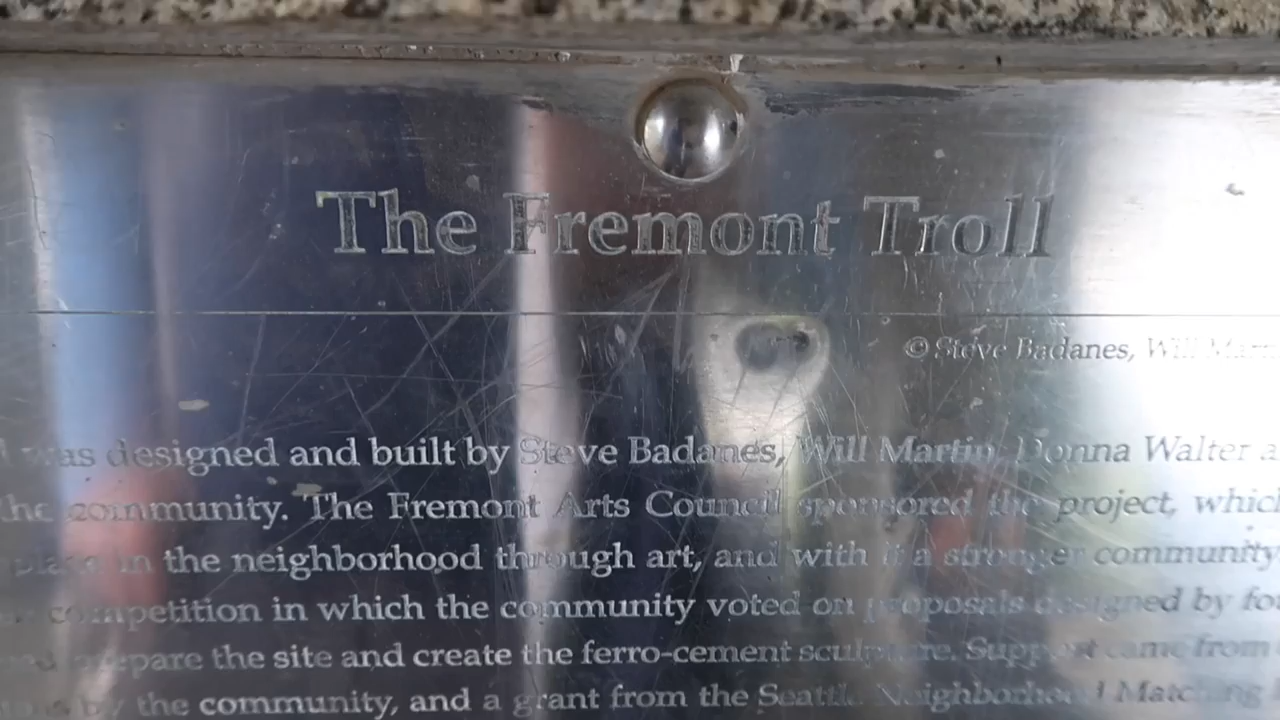 The Fremont Troll
© Steve Badanes, Will
was designed and built by Steve Badanes, Will Martin, Donna Walter
the community. The Fremont Arts Council sponsored the project, which
place in the neighborhood through art, and with it a stronger community
competition in which the community voted on proposals designed by
prepare the site and create the ferro-cement sculpture. Support came from
by the community, and a grant from the Seattle Neighborhood Matching